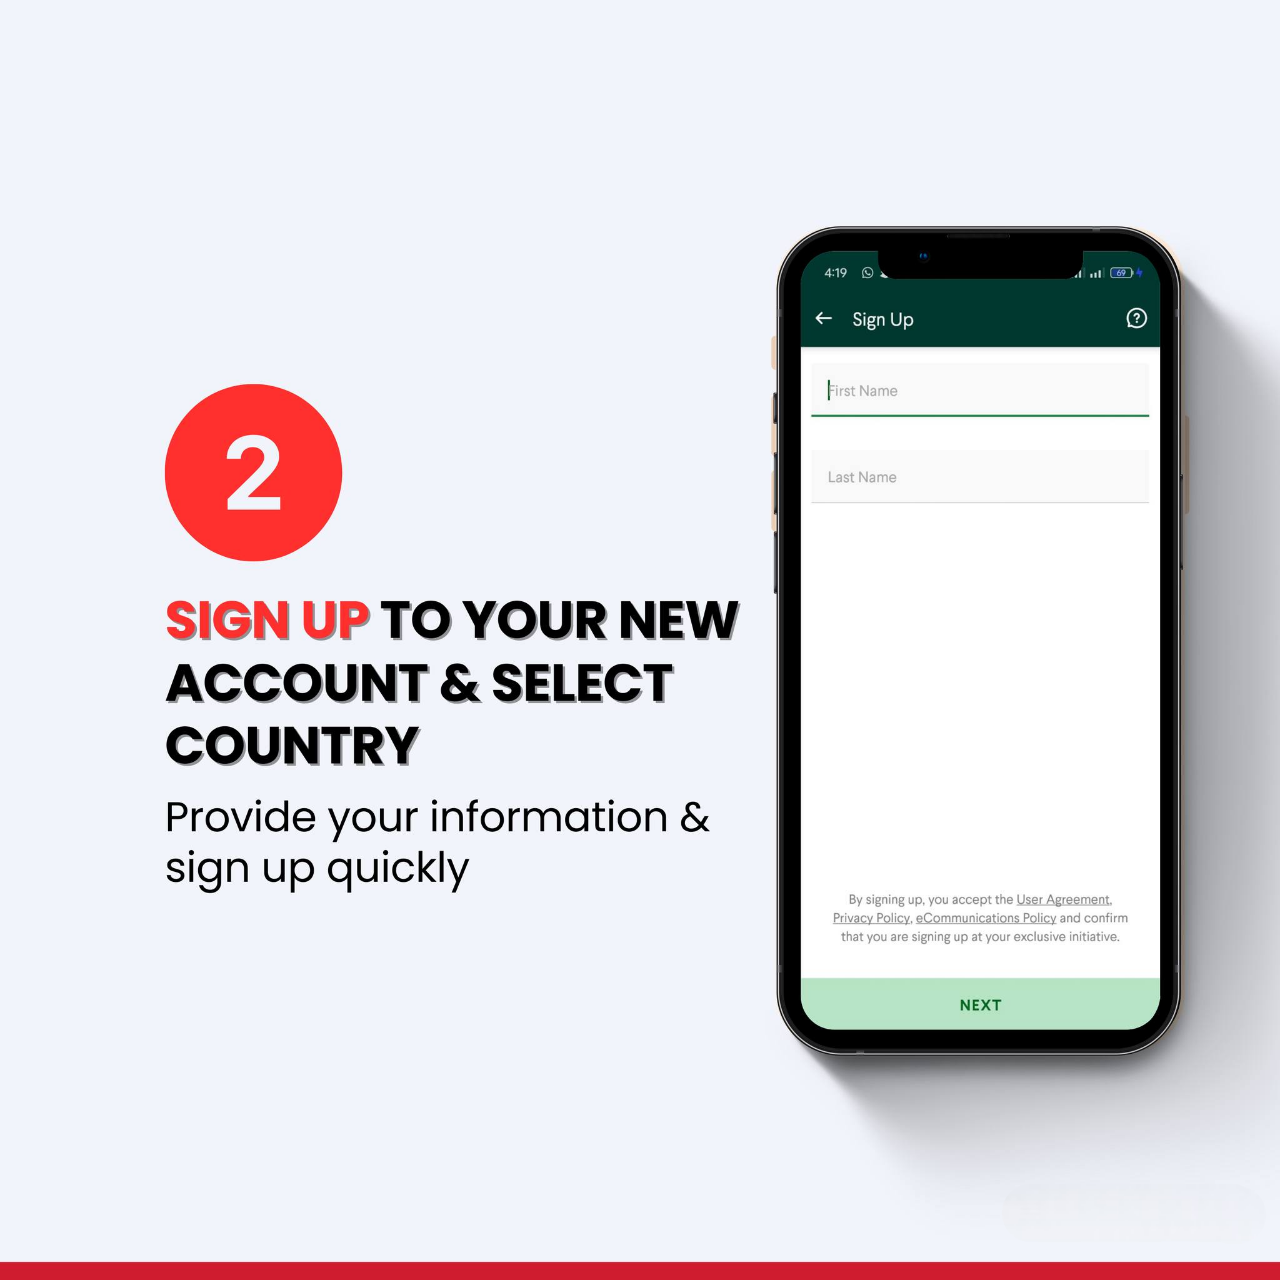 2
SIGN UP TO YOUR NEW
ACCOUNT & SELECT
COUNTRY
Provide your information &
sign up quickly
4:19
69
Sign Up
First Name
Last Name
By signing up, you accept the User Agreement,
Privacy Policy, eCommunications Policy and confirm
that you are signing up at your exclusive initiative.
NEXT